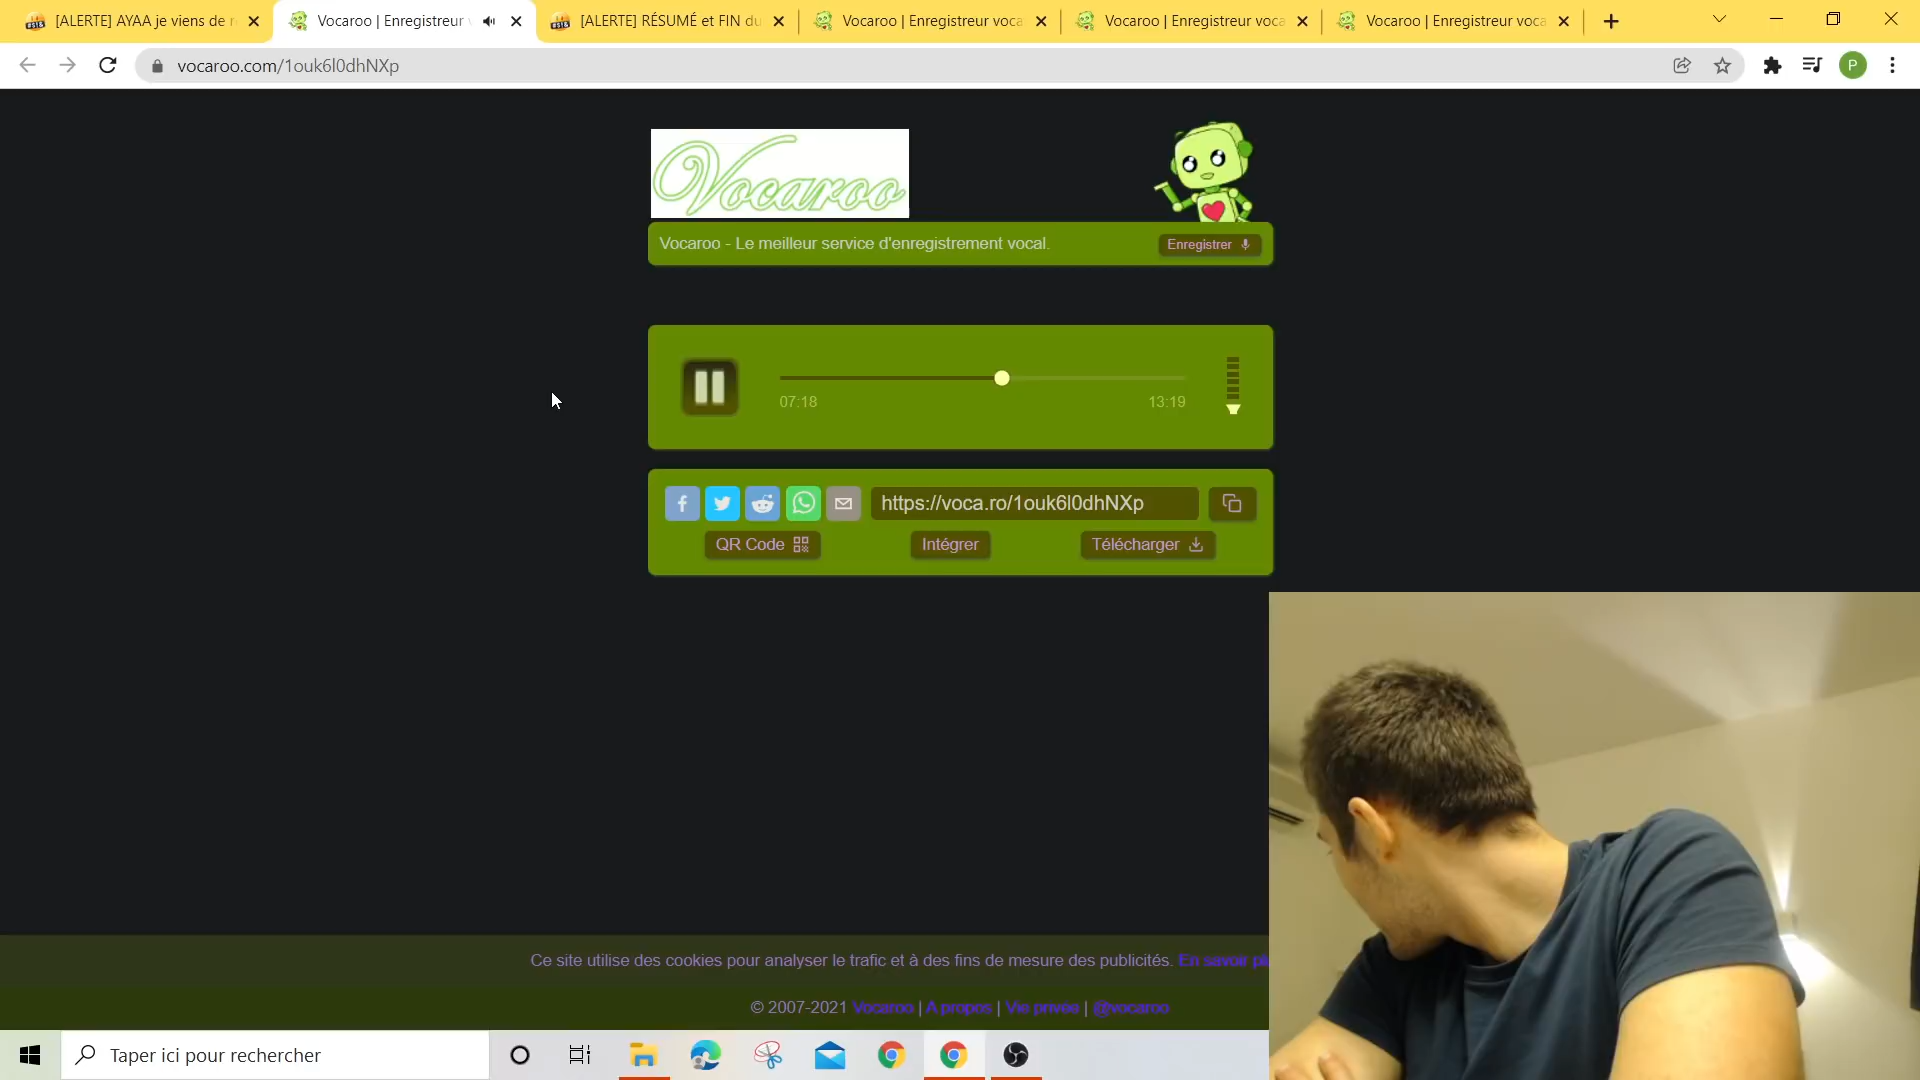 [ALERTE] AYAA je viens de r
Vocaroo | Enregistreur v
[ALERTE] RÉSUMÉ et FIN du
Vocaroo | Enregistreur voca
Vocaroo | Enregistreur voca
Vocaroo | Enregistreur voca
vocaroo.com/1ouk6l0dhNXp
P
Vocaroo
Vocaroo - Le meilleur service d'enregistrement vocal.
Enregistrer
07:18
13:19
https://voca.ro/1ouk6l0dhNXp
QR Code
Intégrer
Télécharger
Ce site utilise des cookies pour analyser le trafic et à des fins de mesure des publicités. En savoir plu
© 2007-2021 Vocaroo | A propos | Vie privée | @vocaroo
Taper ici pour rechercher